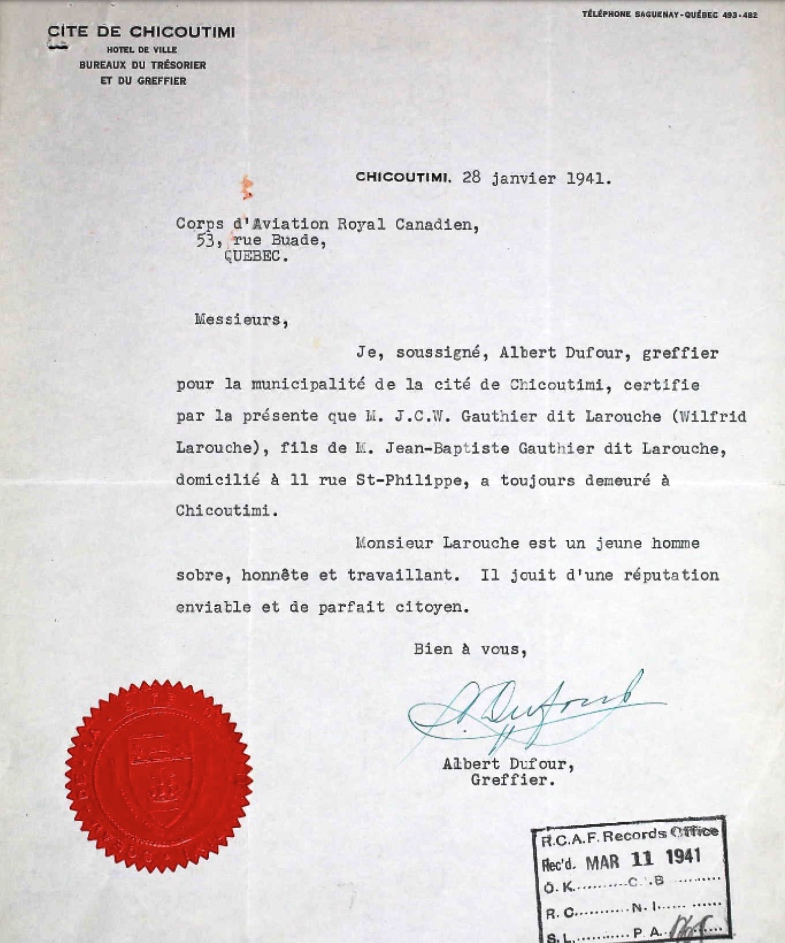 CITE DE CHICOUTIMI
HOTEL DE VILLE
BUREAUX DU TRÉSORIER
ET DU GREFFIER
TÉLÉPHONE SAGUENAY-QUÉBEC 493-482
CHICOUTIMI, 28 janvier 1941.
Corps d'Aviation Royal Canadien,
53, rue Buade,
QUEBEC.
Messieurs,
Je, soussigné, Albert Dufour, greffier
pour la municipalité de la cité de Chicoutimi, certifie
par la présente que M. J.C.W. Gauthier dit Larouche (Wilfrid
Larouche), fils de M. Jean-Baptiste Gauthier dit Larouche,
domicilié à 11 rue St-Philippe, a toujours demeuré à
Chicoutimi.
Monsieur Larouche est un jeune homme
sobre, honnête et travaillant. Il jouit d'une réputation
enviable et de parfait citoyen.
Bien à vous,
A. Dufour
Albert Dufour,
Greffier.
R.C.A.F. Records Office
Rec'd. MAR 11 1941
O.K..........C. .B ..........
R.C..........N.I..........
S.L..........P.A..........